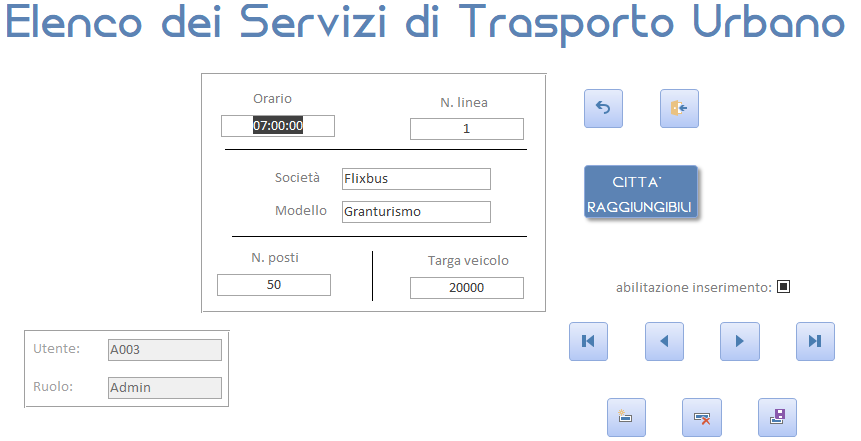 Elenco dei Servizi di Trasporto Urbano
Orario
N. linea
07:00:00
1
Società
Flixbus
Modello
Granturismo
N. posti
Targa veicolo
50
20000
CITTA'
RAGGIUNGIBILI
abilitazione inserimento:
Utente:
A003
Ruolo:
Admin